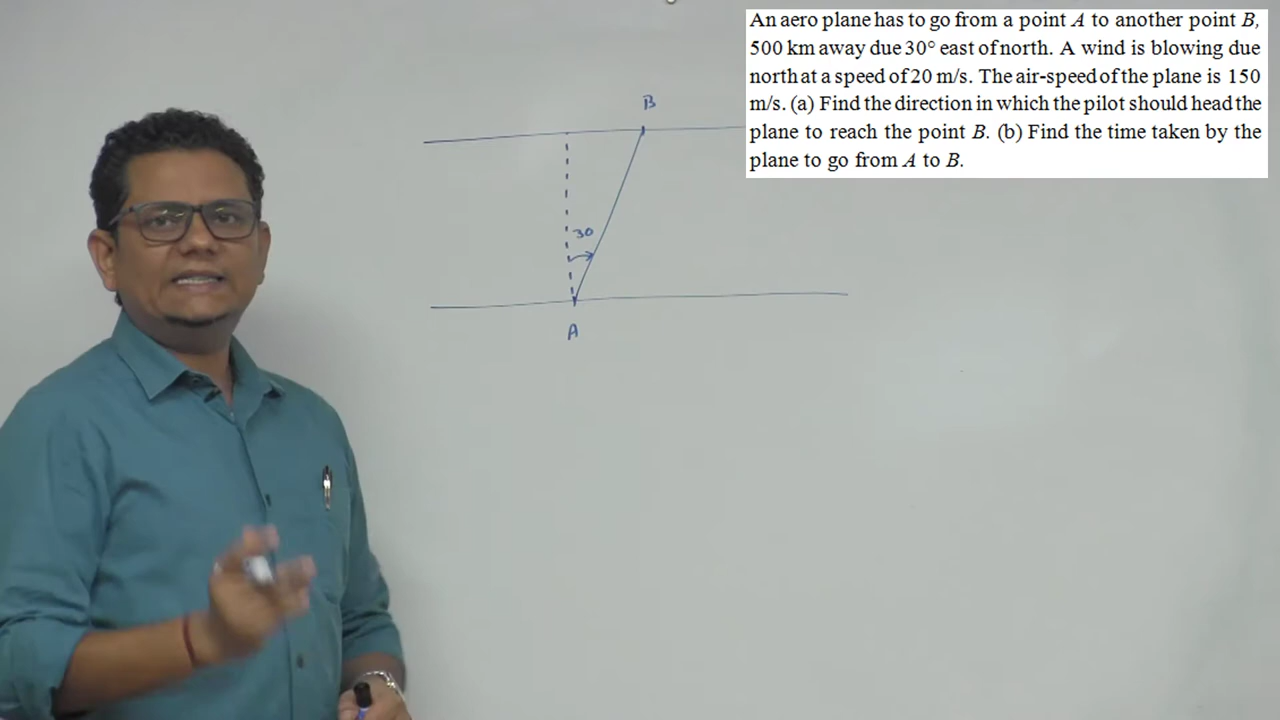 An aero plane has to go from a point A to another point B,
500 km away due 30° east of north. A wind is blowing due
north at a speed of 20 m/s. The air-speed of the plane is 150
m/s. (a) Find the direction in which the pilot should head the
plane to reach the point B. (b) Find the time taken by the
plane to go from A to B.
B
30
A